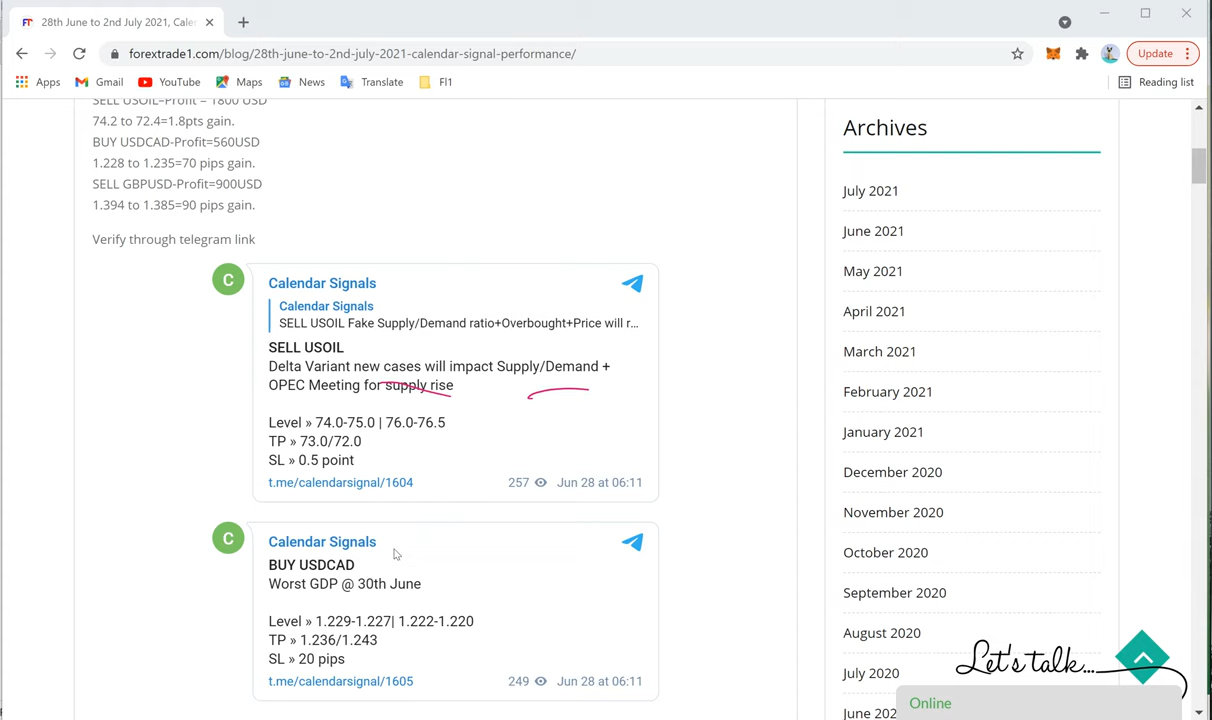 28th June to 2nd July 2021, Cale
forextrade1.com/blog/28th-june-to-2nd-july-2021-calendar-signal-performance/
Update
Apps
Gmail
YouTube
Maps
News
Translate
Fl1
Reading list
SELL USOIL=Profit = 1800 USD
74.2 to 72.4=1.8pts gain.
BUY USDCAD-Profit=560USD
1.228 to 1.235=70 pips gain.
SELL GBPUSD-Profit=900USD
1.394 to 1.385=90 pips gain.
Verify through telegram link
C
Calendar Signals
Calendar Signals
SELL USOIL Fake Supply/Demand ratio+Overbought+Price will r...
SELL USOIL
Delta Variant new cases will impact Supply/Demand +
OPEC Meeting for supply rise
Level » 74.0-75.0 | 76.0-76.5
TP » 73.0/72.0
SL » 0.5 point
t.me/calendarsignal/1604
257
Jun 28 at 06:11
C
Calendar Signals
BUY USDCAD
Worst GDP @ 30th June
Level » 1.229-1.227| 1.222-1.220
TP » 1.236/1.243
SL » 20 pips
t.me/calendarsignal/1605
249
Jun 28 at 06:11
Archives
July 2021
June 2021
May 2021
April 2021
March 2021
February 2021
January 2021
December 2020
November 2020
October 2020
September 2020
August 2020
July 2020
June 202
Let's talk...
Online